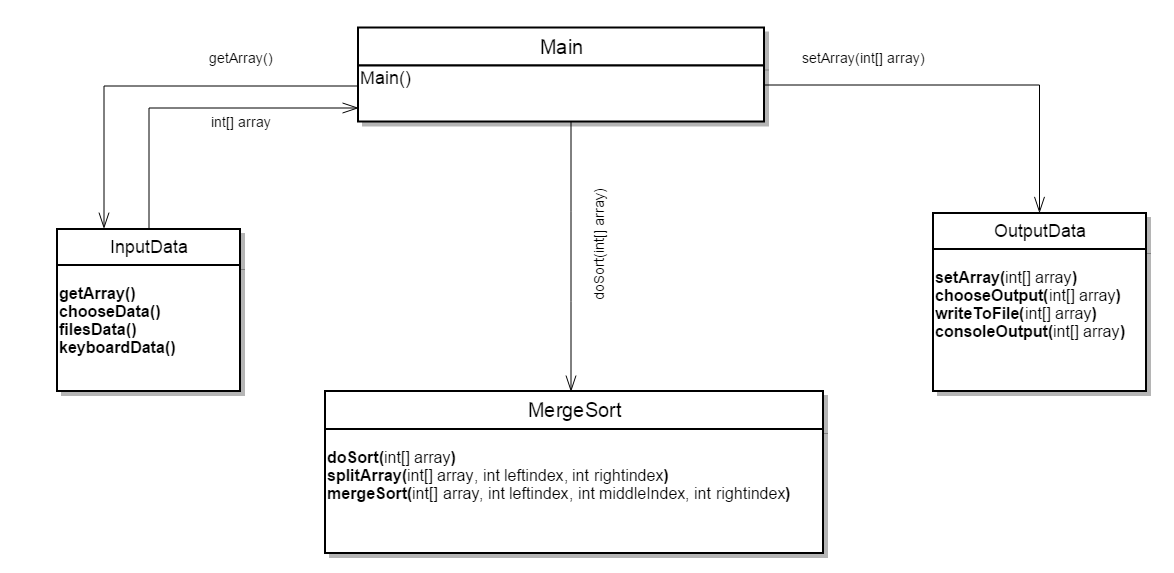 Main
Main()
getArray()
int[] array
setArray(int[] array)
doSort(int[] array)
InputData
getArray()
chooseData()
filesData()
keyboardData()
OutputData
setArray(int[] array)
chooseOutput(int[] array)
writeToFile(int[] array)
consoleOutput(int[] array)
MergeSort
doSort(int[] array)
splitArray(int[] array, int leftindex, int rightindex)
mergeSort(int[] array, int leftindex, int middleIndex, int rightindex)